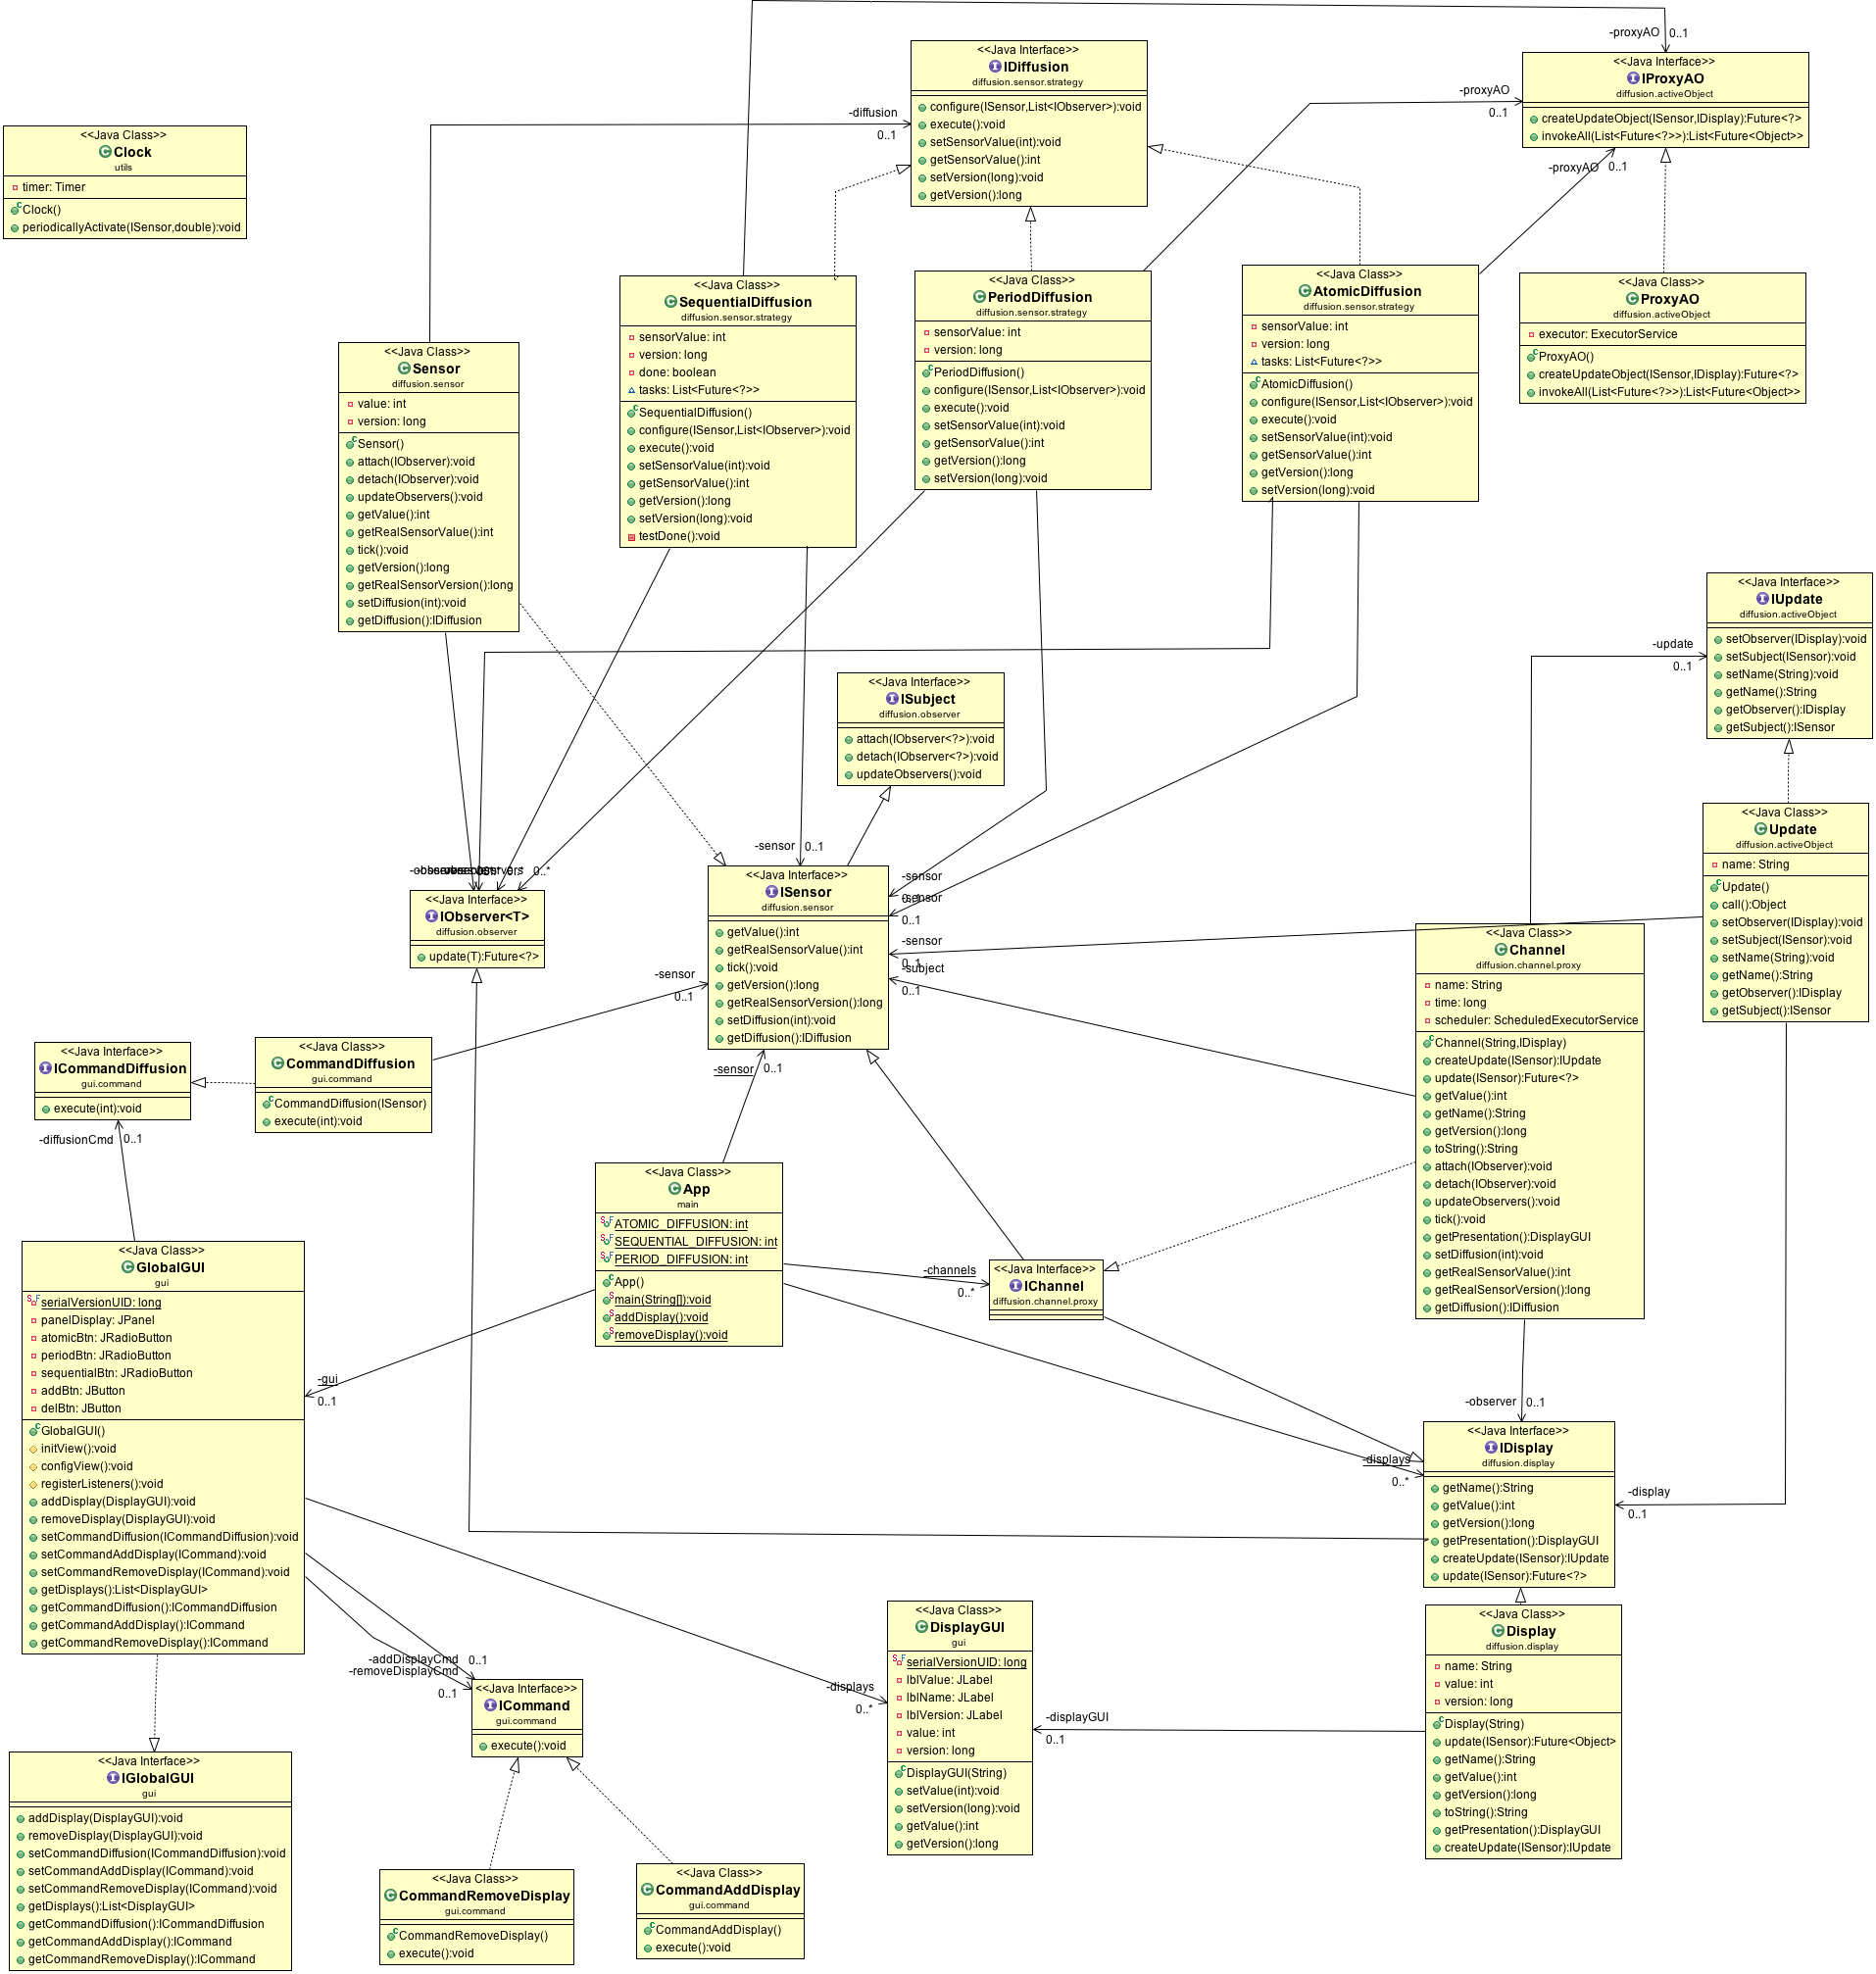 -proxyAO 0..1
<<Java Interface>>
IDiffusion
diffusion.sensor.strategy
configure(ISensor,List<IObserver>):void
execute():void
setSensorValue(int):void
getSensorValue():int
setVersion(long):void
getVersion():long
<<Java Interface>>
IProxyAO
diffusion.activeObject
createUpdateObject(ISensor,IDisplay):Future<?>
invokeAll(List<Future<?>>):List<Future<Object>>
-diffusion
0..1
-proxyAO
0..1
-proxyAO 0..1
<<Java Class>>
Clock
utils
timer: Timer
Clock()
periodicallyActivate(ISensor,double):void
<<Java Class>>
SequentialDiffusion
diffusion.sensor.strategy
sensorValue: int
version: long
done: boolean
tasks: List<Future<?>>
SequentialDiffusion()
configure(ISensor,List<IObserver>):void
execute():void
setSensorValue(int):void
getSensorValue():int
getVersion():long
setVersion(long):void
testDone():void
<<Java Class>>
PeriodDiffusion
diffusion.sensor.strategy
sensorValue: int
version: long
PeriodDiffusion()
configure(ISensor,List<IObserver>):void
execute():void
setSensorValue(int):void
getSensorValue():int
getVersion():long
setVersion(long):void
<<Java Class>>
AtomicDiffusion
diffusion.sensor.strategy
sensorValue: int
version: long
tasks: List<Future<?>>
AtomicDiffusion()
configure(ISensor,List<IObserver>):void
execute():void
setSensorValue(int):void
getSensorValue():int
getVersion():long
setVersion(long):void
<<Java Class>>
ProxyAO
diffusion.activeObject
executor: ExecutorService
ProxyAO()
createUpdateObject(ISensor,IDisplay):Future<?>
invokeAll(List<Future<?>>):List<Future<Object>>
<<Java Class>>
Sensor
diffusion.sensor
value: int
version: long
Sensor()
attach(IObserver):void
detach(IObserver):void
updateObservers():void
getValue():int
getRealSensorValue():int
tick():void
getVersion():long
getRealSensorVersion():long
setDiffusion(int):void
getDiffusion():IDiffusion
<<Java Interface>>
IUpdate
diffusion.activeObject
setObserver(IDisplay):void
setSubject(ISensor):void
setName(String):void
getName():String
getObserver():IDisplay
getSubject():ISensor
-update
0..1
<<Java Interface>>
ISubject
diffusion.observer
attach(IObserver<?>):void
detach(IObserver<?>):void
updateObservers():void
<<Java Class>>
Update
diffusion.activeObject
name: String
Update()
call():Object
setObserver(IDisplay):void
setSubject(ISensor):void
setName(String):void
getName():String
getObserver():IDisplay
getSubject():ISensor
-sensor 0..1
0..*
<<Java Interface>>
IObserver<T>
diffusion.observer
update(T):Future<?>
<<Java Interface>>
ISensor
diffusion.sensor
getValue():int
getRealSensorValue():int
tick():void
getVersion():long
getRealSensorVersion():long
setDiffusion(int):void
getDiffusion():IDiffusion
-sensor
0..1
-sensor
0..1
-sensor
0..1
-subject
0..1
-sensor
0..1
<<Java Class>>
Channel
diffusion.channel.proxy
name: String
time: long
scheduler: ScheduledExecutorService
Channel(String,IDisplay)
createUpdate(ISensor):IUpdate
update(ISensor):Future<?>
getValue():int
getName():String
getVersion():long
toString():String
attach(IObserver):void
detach(IObserver):void
updateObservers():void
tick():void
getPresentation():DisplayGUI
setDiffusion(int):void
getRealSensorValue():int
getRealSensorVersion():long
getDiffusion():IDiffusion
<<Java Interface>>
ICommandDiffusion
gui.command
execute(int):void
<<Java Class>>
CommandDiffusion
gui.command
CommandDiffusion(ISensor)
execute(int):void
-sensor 0..1
-diffusionCmd 0..1
<<Java Class>>
App
main
ATOMIC_DIFFUSION: int
SEQUENTIAL_DIFFUSION: int
PERIOD_DIFFUSION: int
App()
main(String[]):void
addDisplay():void
removeDisplay():void
-channels
0..*
<<Java Interface>>
IChannel
diffusion.channel.proxy
<<Java Class>>
GlobalGUI
gui
serialVersionUID: long
panelDisplay: JPanel
atomicBtn: JRadioButton
periodBtn: JRadioButton
sequentialBtn: JRadioButton
addBtn: JButton
delBtn: JButton
GlobalGUI()
initView():void
configView():void
registerListeners():void
addDisplay(DisplayGUI):void
removeDisplay(DisplayGUI):void
setCommandDiffusion(ICommandDiffusion):void
setCommandAddDisplay(ICommand):void
setCommandRemoveDisplay(ICommand):void
getDisplays():List<DisplayGUI>
getCommandDiffusion():ICommandDiffusion
getCommandAddDisplay():ICommand
getCommandRemoveDisplay():ICommand
-gui
0..1
-observer 0..1
-displays
0..*
<<Java Interface>>
IDisplay
diffusion.display
getName():String
getValue():int
getVersion():long
getPresentation():DisplayGUI
createUpdate(ISensor):IUpdate
update(ISensor):Future<?>
-display
0..1
-addDisplayCmd 0..1
-removeDisplayCmd
0..1
<<Java Interface>>
ICommand
gui.command
execute():void
-displays
0..*
<<Java Class>>
DisplayGUI
gui
serialVersionUID: long
lblValue: JLabel
lblName: JLabel
lblVersion: JLabel
value: int
version: long
DisplayGUI(String)
setValue(int):void
setVersion(long):void
getValue():int
getVersion():long
-displayGUI
0..1
<<Java Class>>
Display
diffusion.display
name: String
value: int
version: long
Display(String)
update(ISensor):Future<Object>
getName():String
getValue():int
getVersion():long
toString():String
getPresentation():DisplayGUI
createUpdate(ISensor):IUpdate
<<Java Interface>>
IGlobalGUI
gui
addDisplay(DisplayGUI):void
removeDisplay(DisplayGUI):void
setCommandDiffusion(ICommandDiffusion):void
setCommandAddDisplay(ICommand):void
setCommandRemoveDisplay(ICommand):void
getDisplays():List<DisplayGUI>
getCommandDiffusion():ICommandDiffusion
getCommandAddDisplay():ICommand
getCommandRemoveDisplay():ICommand
<<Java Class>>
CommandRemoveDisplay
gui.command
CommandRemoveDisplay()
execute():void
<<Java Class>>
CommandAddDisplay
gui.command
CommandAddDisplay()
execute():void